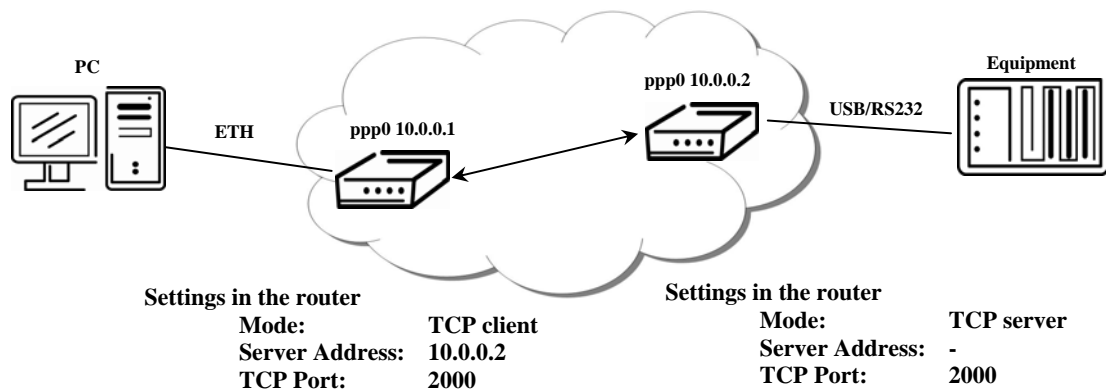 PC
ETH
ppp0 10.0.0.1
ppp0 10.0.0.2
USB/RS232
Equipment
Settings in the router
Mode: TCP client
Server Address: 10.0.0.2
TCP Port: 2000
Settings in the router
Mode: TCP server
Server Address: -
TCP Port: 2000